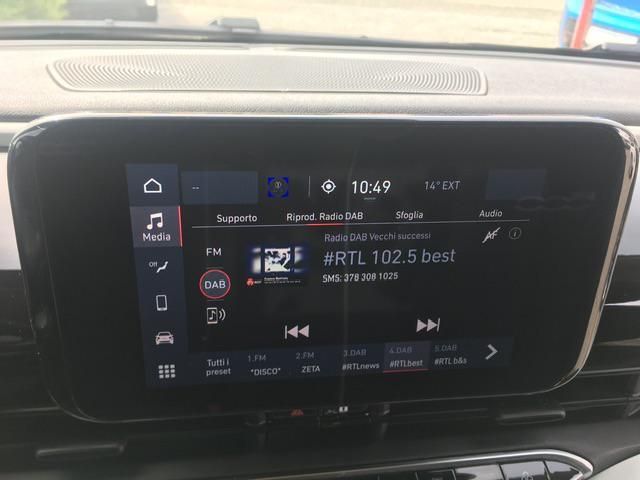 -- 10:49 14° EXT
Supporto Riprod. Radio DAB Sfoglia Audio
Media
Radio DAB Vecchi successi AF
FM
#RTL 102.5 best
Off
DAB
SMS: 378 308 1025
Tutti i preset
1.FM *DISCO*
2.FM ZETA
3.DAB #RTLnews
4.DAB #RTLbest
5.DAB #RTL b&s